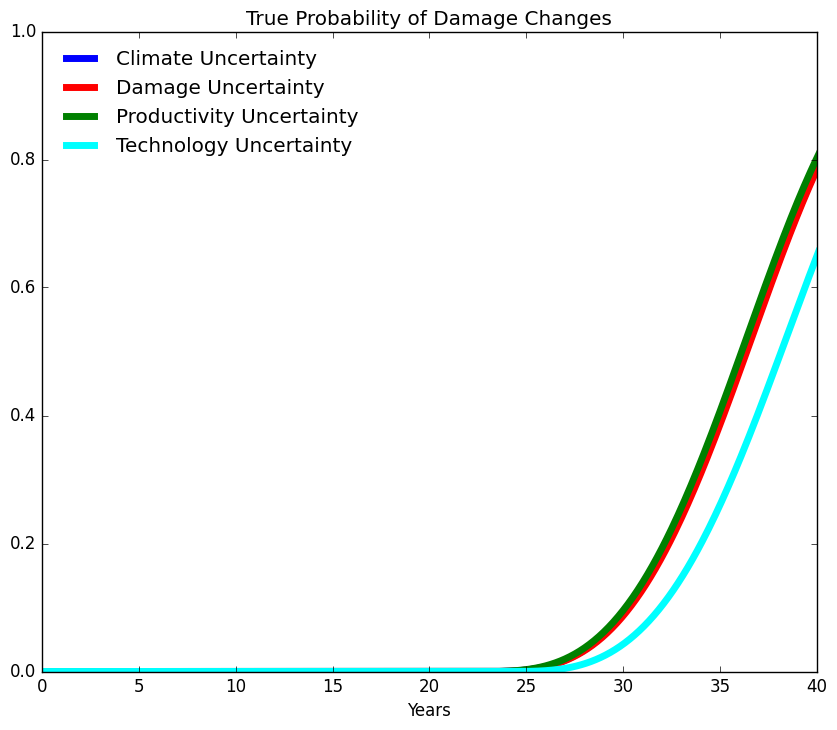 True Probability of Damage Changes
1.0
Climate Uncertainty
Damage Uncertainty
Productivity Uncertainty
Technology Uncertainty
0.8
0.6
0.4
0.2
0.0
0 5 10 15 20 25 30 35 40
Years